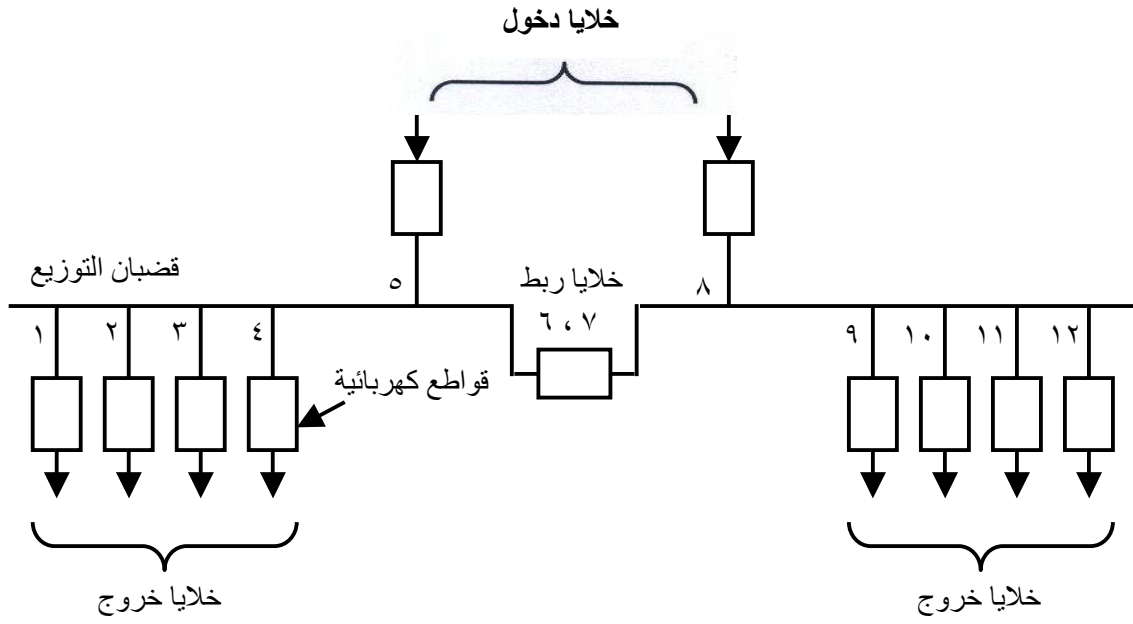 خلايا دخول
قضبان التوزيع
٥
خلايا ربط
٦ ، ٧
٨
١
٢
٣
٤
٩
١٠
١١
١٢
قواطع كهربائية
خلايا خروج
خلايا خروج